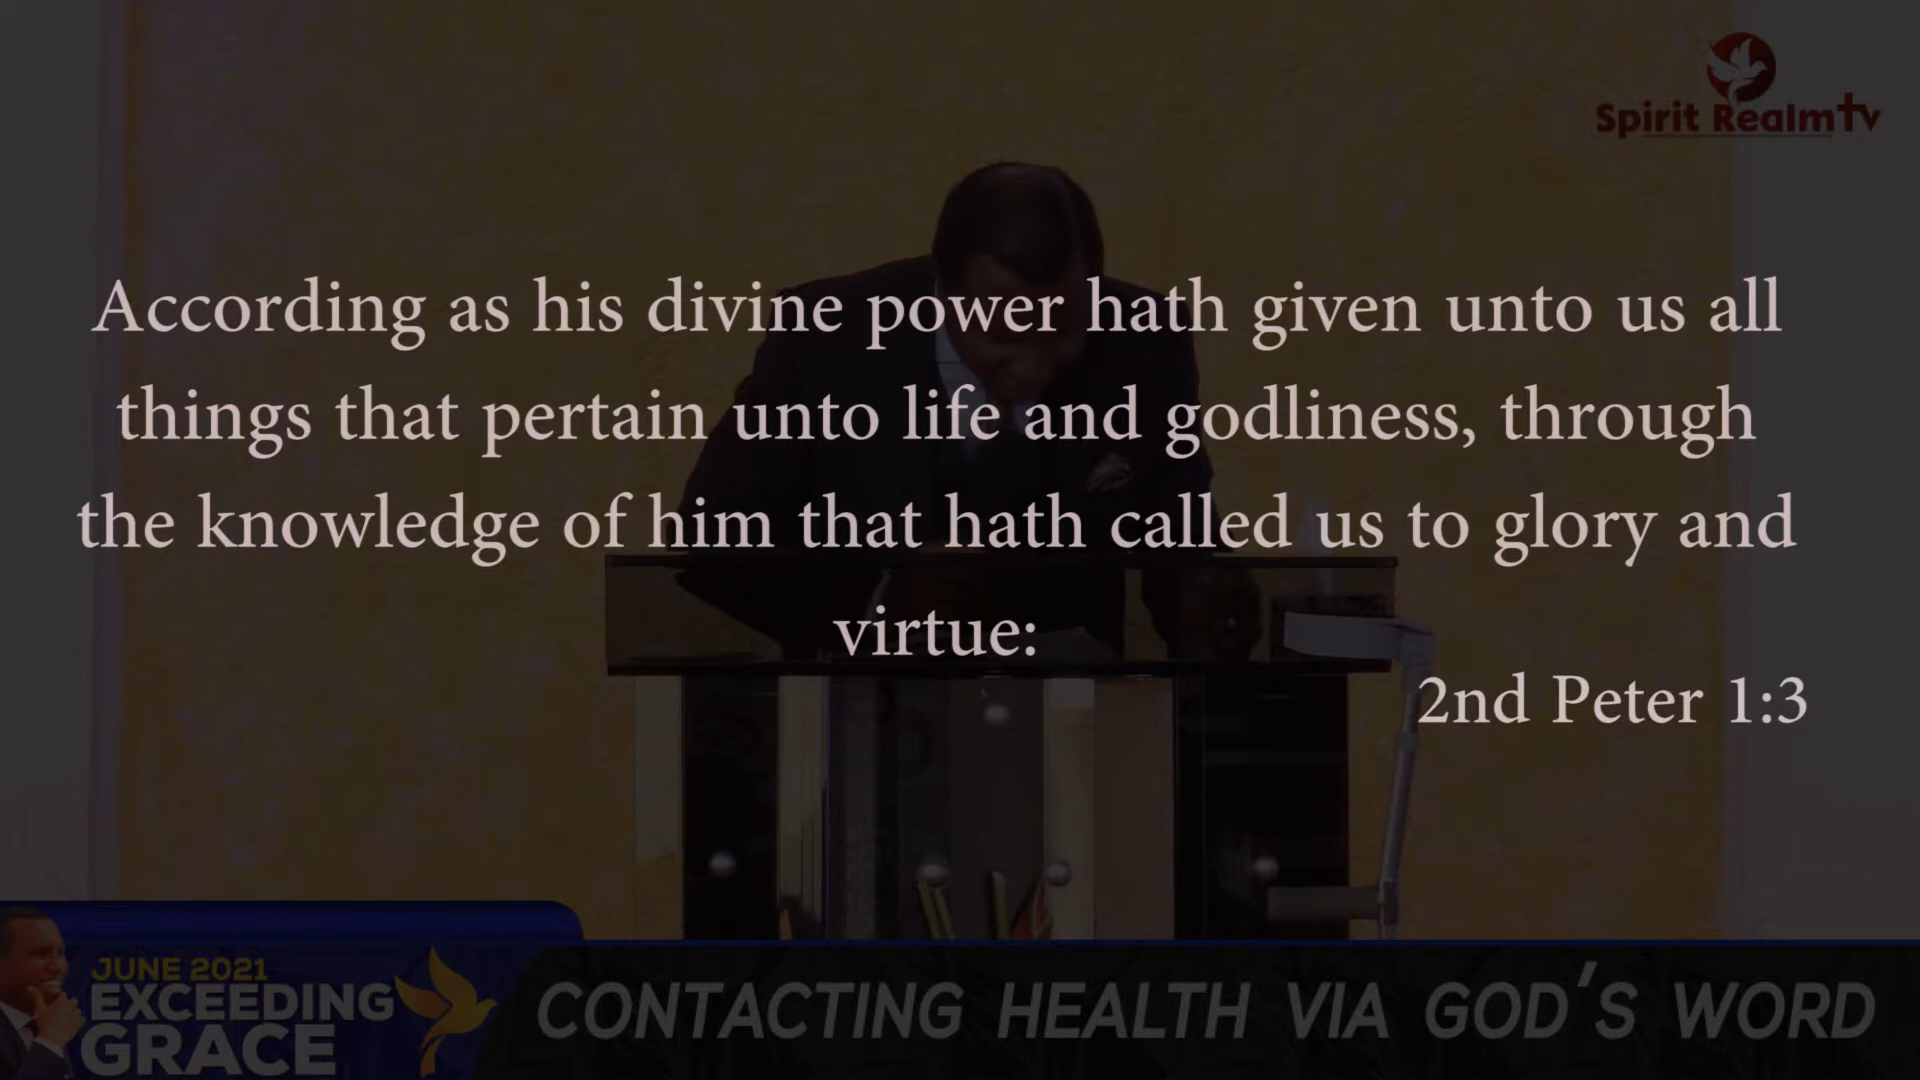 Spirit Realm tv
According as his divine power hath given unto us all
things that pertain unto life and godliness, through
the knowledge of him that hath called us to glory and
virtue:
2nd Peter 1:3
JUNE 2021
EXCEEDING
GRACE
CONTACTING HEALTH VIA GOD'S WORD